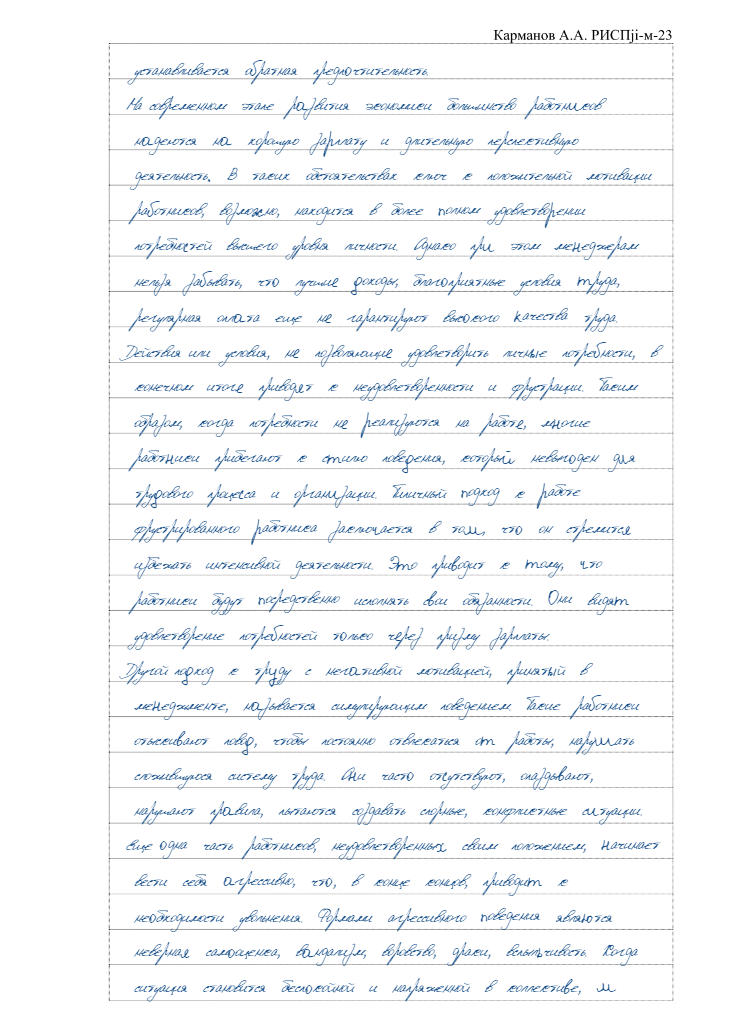 Карманов А.А. РИСПji-м-23
устанавливается обратная предпочтительность.
На современном этапе развития экономики большинство работников
надеются на хорошую зарплату и длительную перспективную
деятельность. В таких обстоятельствах ключ к положительной мотивации
работников, возможно, находится в более полном удовлетворении
потребностей высшего уровня личности. Однако при этом менеджерам
нельзя забывать, что лучшие доходы, благоприятные условия труда,
регулярная оплата еще не гарантируют высокого качества труда.
Действия или условия, не позволяющие удовлетворить личные потребности, в
конечном итоге приводят к неудовлетворенности и фрустрации. Таким
образом, когда потребности не реализуются на работе, многие
работники прибегают к стилю поведения, который невыгоден для
трудового процесса и организации. Типичный подход к работе
фрустрированного работника заключается в том, что он стремится
избежать интенсивной деятельности. Это приводит к тому, что
работники будут посредственно исполнять свои обязанности. Они видят
удовлетворение потребностей только через призму зарплаты.
Другой подход к труду с негативной мотивацией, принятый в
менеджменте, называется симулирующим поведением. Такие работники
отыскивают повод, чтобы постоянно отвлекаться от работы, нарушать
сложившуюся систему труда. Они часто отсутствуют, опаздывают,
нарушают правила, пытаются создавать спорные, конфликтные ситуации.
Еще одна часть работников, неудовлетворенных своим положением, начинает
вести себя агрессивно, что, в конце концов, приводит к
необходимости увольнения. Формами агрессивного поведения являются
неверная самооценка, вандализм, воровство, драки, вспыльчивость. Когда
ситуация становится беспокойной и напряженной в коллективе, м